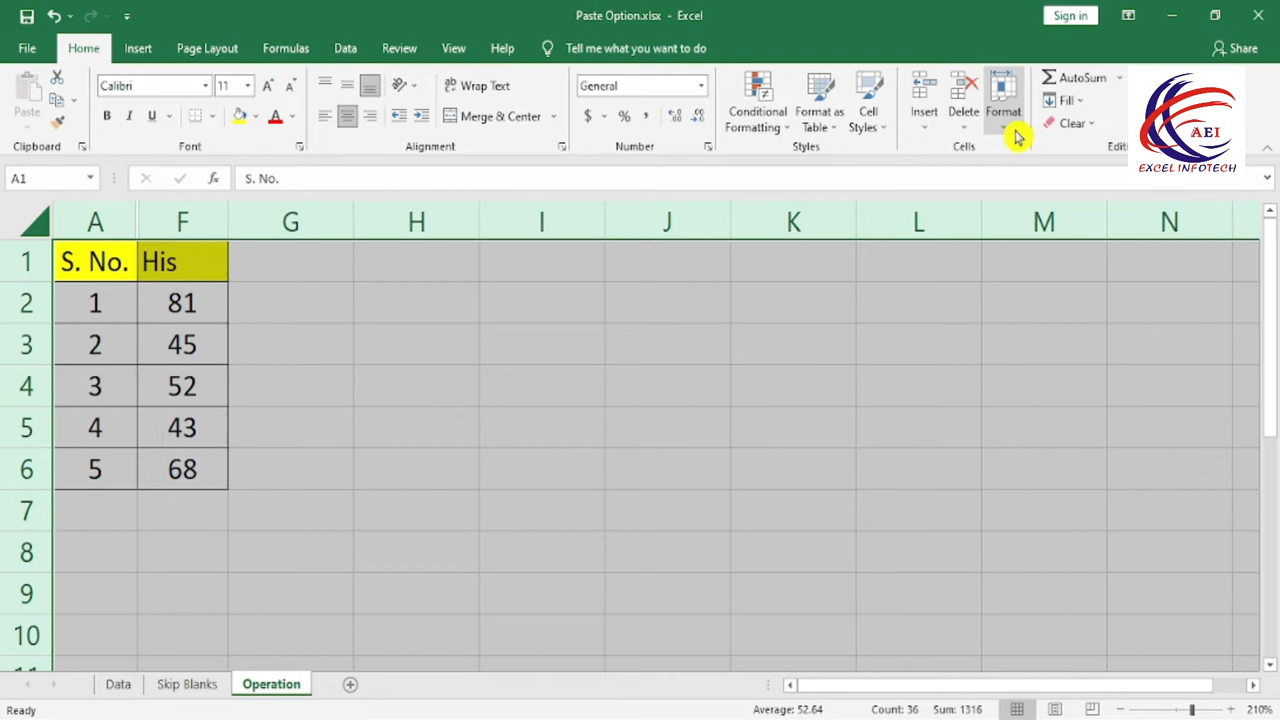 Paste Option.xlsx - Excel
Sign in
File Home Insert Page Layout Formulas Data Review View Help Tell me what you want to do Share
Paste
Clipboard
Calibri 11
B I U
Font
Wrap Text
Merge & Center
Alignment
General
$ % ,
Number
Conditional Formatting
Format as Table
Cell Styles
Styles
Insert Delete Format
Cells
AutoSum
Fill
Clear
AEI
EXCEL INFOTECH
A1 fx S. No.
A F G H I J K L M N
1 S. No. His
2 1 81
3 2 45
4 3 52
5 4 43
6 5 68
7
8
9
10
Data Skip Blanks Operation
Ready Average: 52.64 Count: 36 Sum: 1316 210%